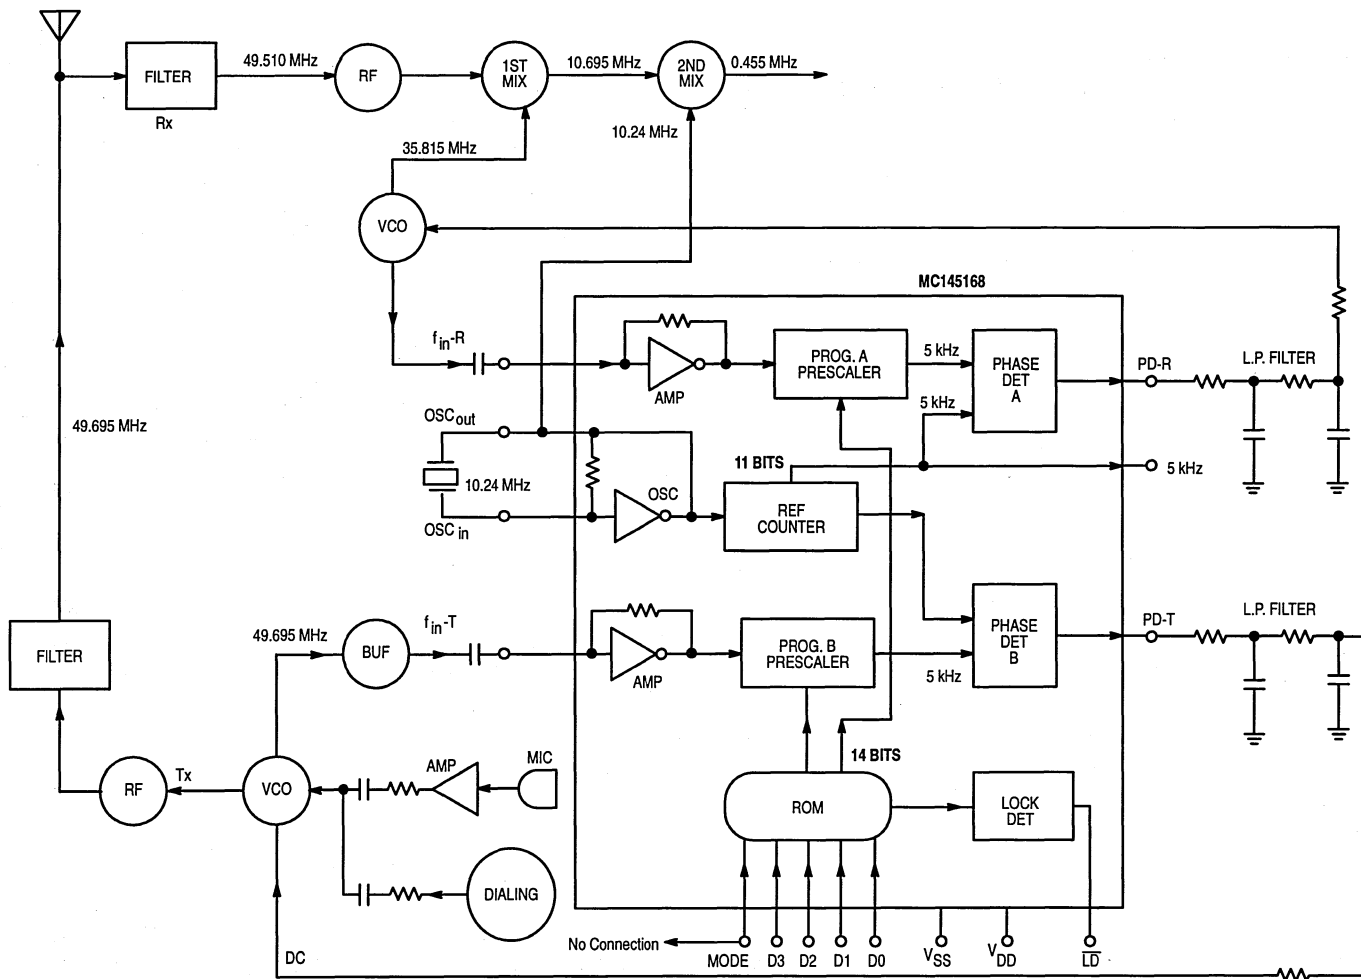 49.510 MHz
FILTER
RF
1ST
MIX
10.695 MHz
2ND
MIX
0.455 MHz
Rx
35.815 MHz
10.24 MHz
VCO
MC145168
fin-R
AMP
PROG. A
PRESCALER
5 kHz
5 kHz
PHASE
DET
A
PD-R
L.P. FILTER
49.695 MHz
OSCout
10.24 MHz
OSCin
OSC
11 BITS
REF
COUNTER
5 kHz
FILTER
49.695 MHz
BUF
fin-T
AMP
PROG. B
PRESCALER
5 kHz
PHASE
DET
B
PD-T
L.P. FILTER
RF
Tx
VCO
AMP
MIC
DIALING
14 BITS
ROM
LOCK
DET
DC
No Connection
MODE
D3
D2
D1
D0
VSS
VDD
LD